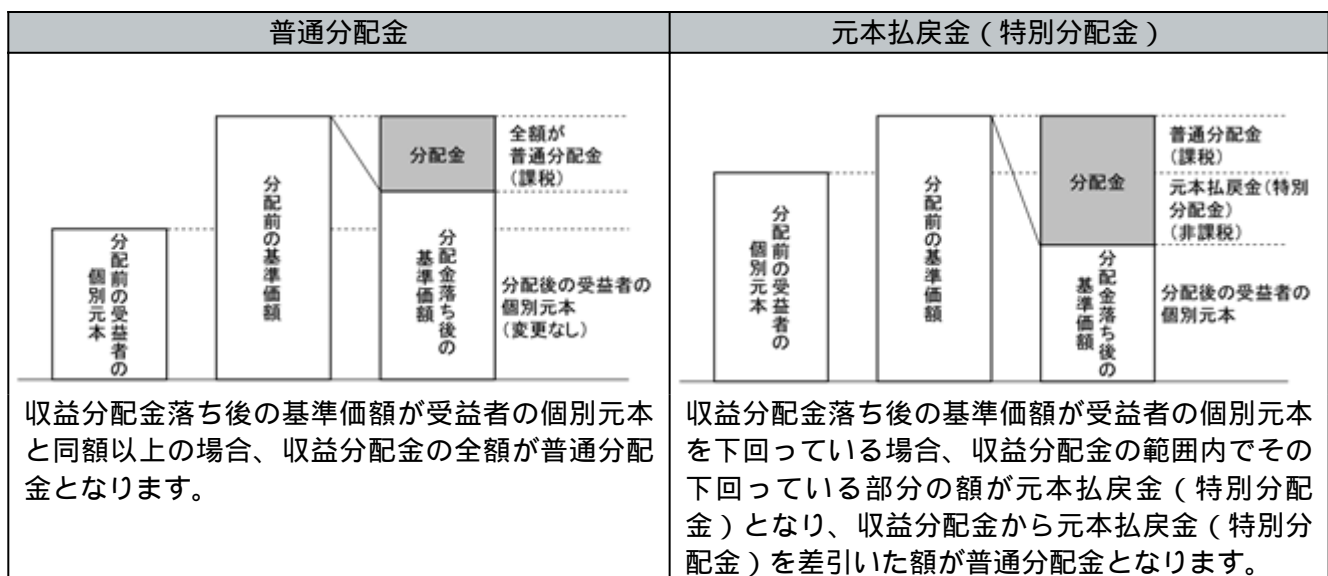 普通分配金
分配前の受益者の
個別元本
分配前の基準価額
分配金
分配金落ち後の
基準価額
全額が
普通分配金
(課税)
分配後の受益者の
個別元本
(変更なし)
収益分配金落ち後の基準価額が受益者の個別元本
と同額以上の場合、収益分配金の全額が普通分配
金となります。
元本払戻金(特別分配金)
分配前の受益者の
個別元本
分配前の基準価額
分配金
分配金落ち後の
基準価額
普通分配金
(課税)
元本払戻金(特別
分配金)
(非課税)
分配後の受益者の
個別元本
収益分配金落ち後の基準価額が受益者の個別元本
を下回っている場合、収益分配金の範囲内でその
下回っている部分の額が元本払戻金(特別分配
金)となり、収益分配金から元本払戻金(特別分
配金)を差引いた額が普通分配金となります。